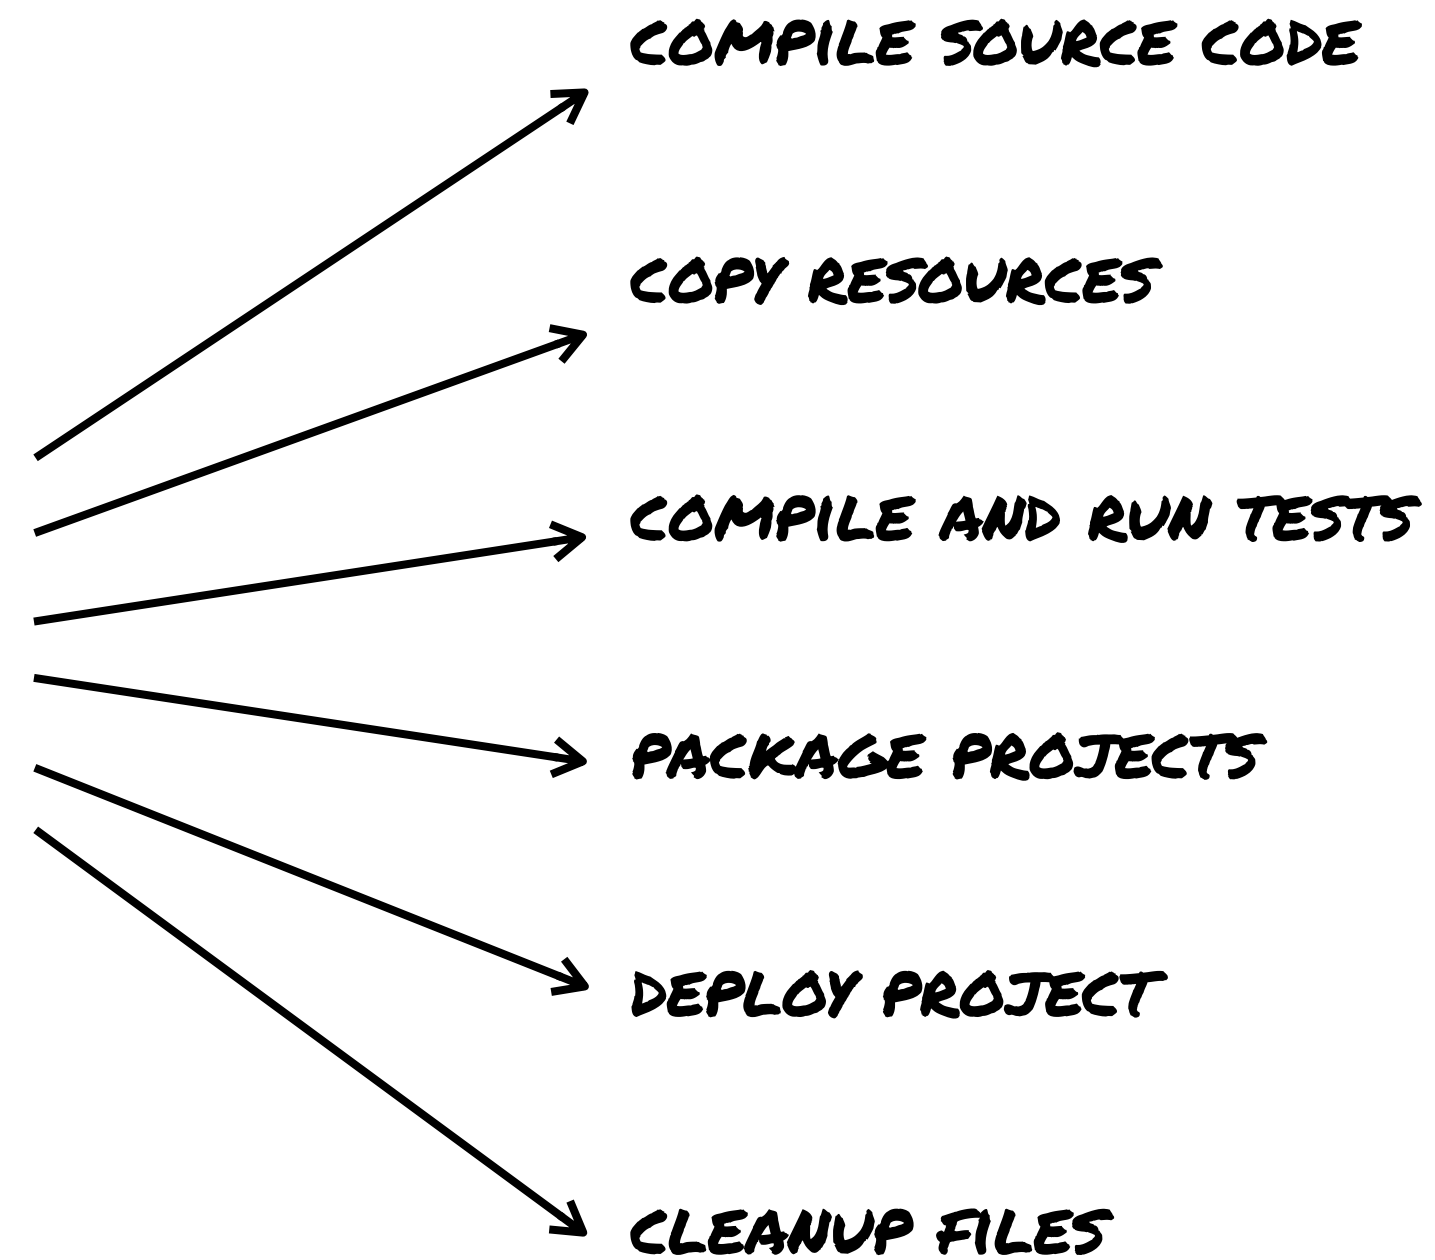 COMPILE SOURCE CODE
COPY RESOURCES
COMPILE AND RUN TESTS
PACKAGE PROJECTS
DEPLOY PROJECT
CLEANUP FILES